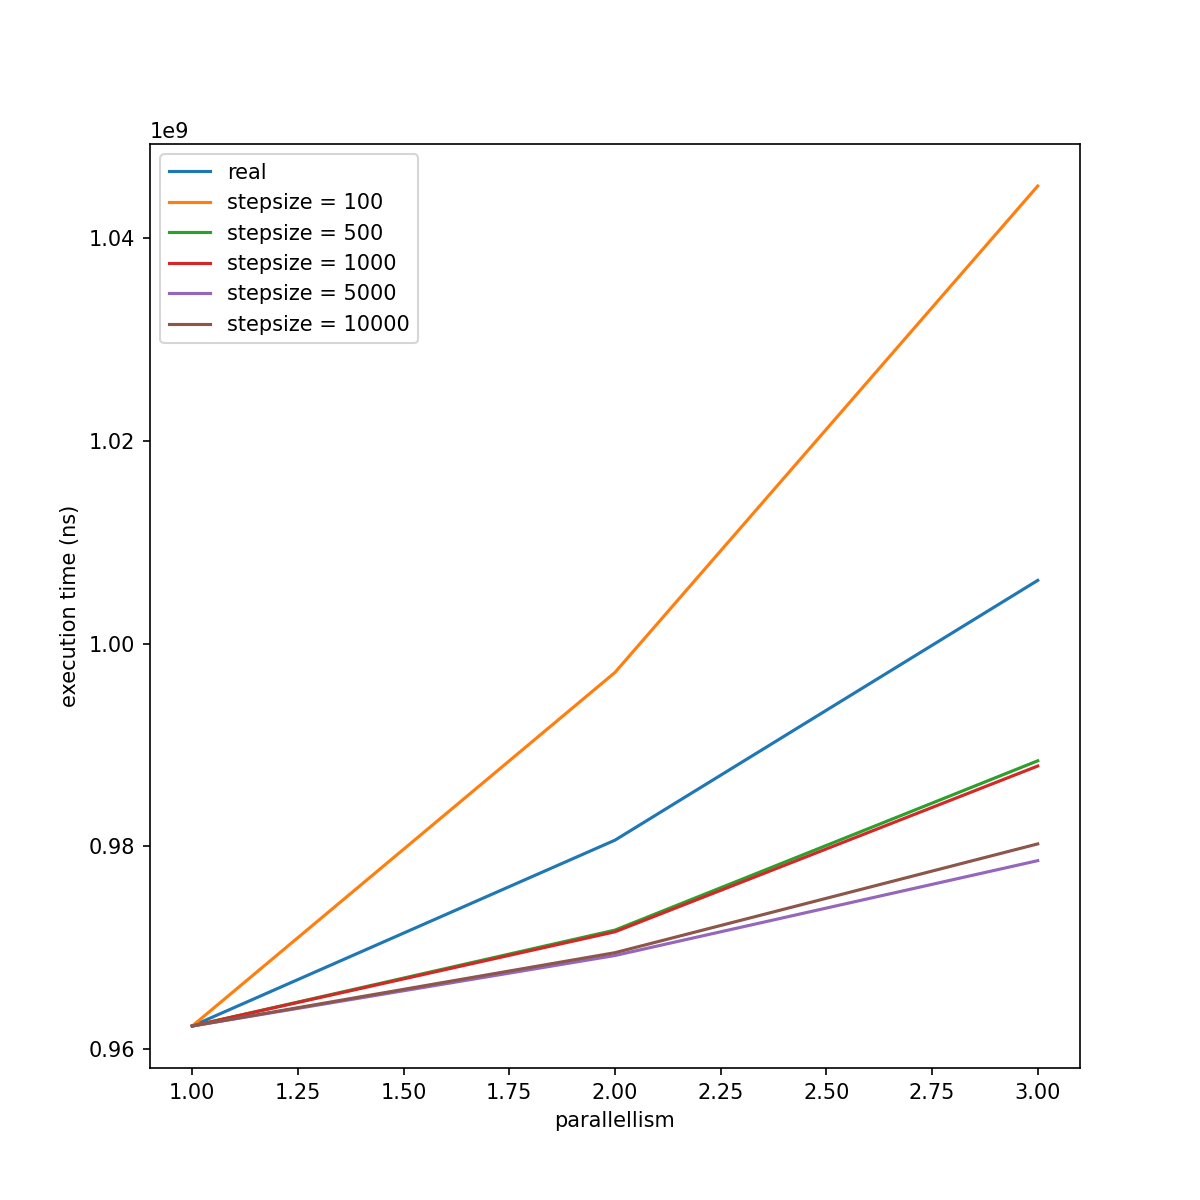 1e9
real
stepsize = 100
stepsize = 500
stepsize = 1000
stepsize = 5000
stepsize = 10000
1.04
1.02
1.00
0.98
0.96
execution time (ns)
1.00 1.25 1.50 1.75 2.00 2.25 2.50 2.75 3.00
parallellism